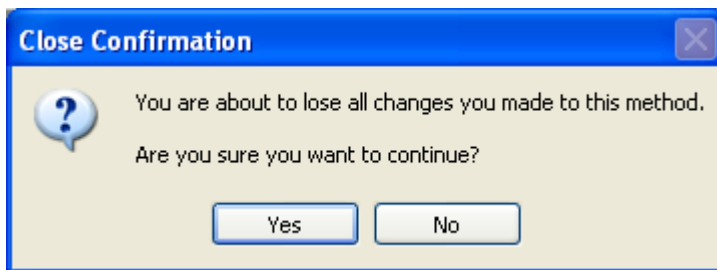 Close Confirmation
You are about to lose all changes you made to this method.
Are you sure you want to continue?
Yes
No